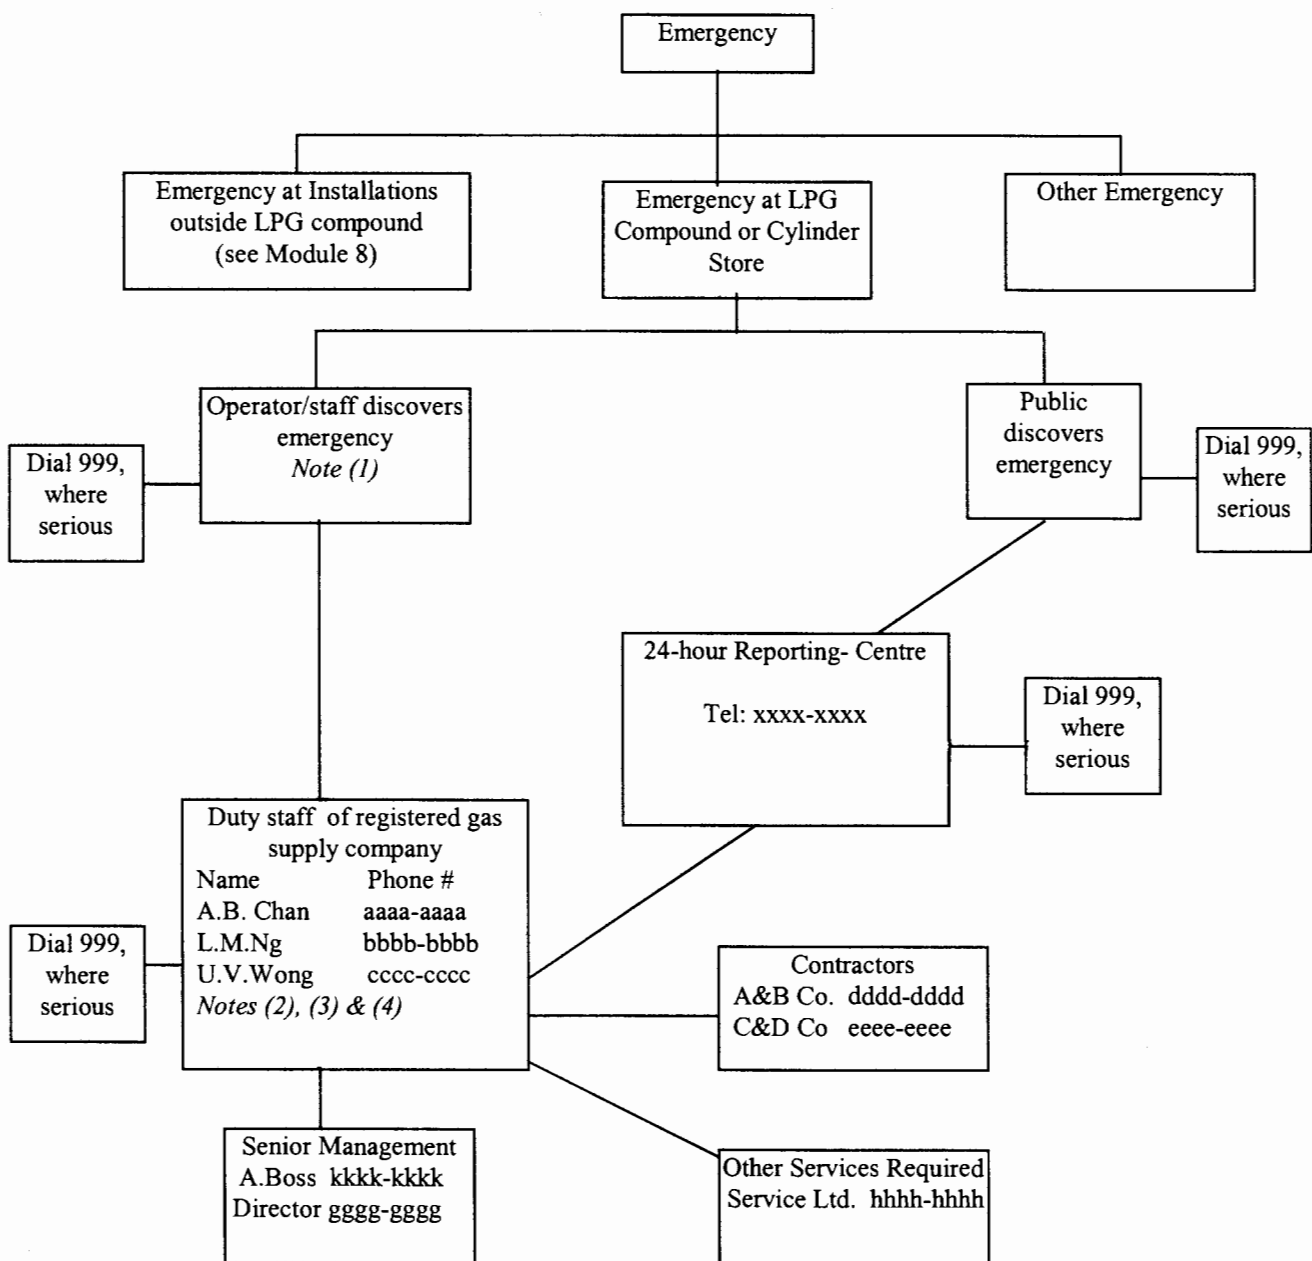 Emergency
Emergency at Installations
outside LPG compound
(see Module 8)
Emergency at LPG
Compound or Cylinder
Store
Other Emergency
Operator/staff discovers
emergency
Note (1)
Dial 999,
where
serious
Public
discovers
emergency
Dial 999,
where
serious
24-hour Reporting- Centre
Tel: xxxx-xxxx
Dial 999,
where
serious
Duty staff of registered gas
supply company
Name Phone #
A.B. Chan aaaa-aaaa
L.M.Ng bbbb-bbbb
U.V.Wong cccc-cccc
Notes (2), (3) & (4)
Dial 999,
where
serious
Contractors
A&B Co. dddd-dddd
C&D Co eeee-eeee
Senior Management
A.Boss kkkk-kkkk
Director gggg-gggg
Other Services Required
Service Ltd. hhhh-hhhh